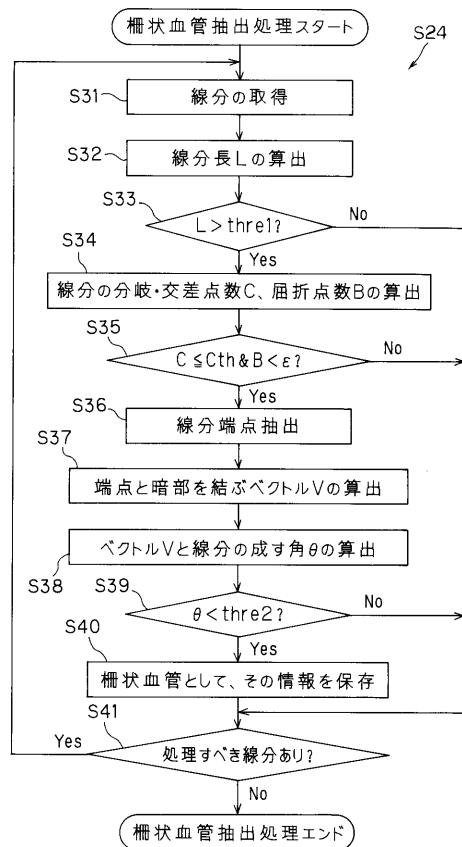 柵状血管抽出処理スタート
S24
S31
線分の取得
S32
線分長Lの算出
S33
L>thre1?
No
Yes
S34
線分の分岐・交差点数C、屈折点数Bの算出
S35
C≦Cth&B<ε?
No
Yes
S36
線分端点抽出
S37
端点と暗部を結ぶベクトルVの算出
ベクトルVと線分の成す角θの算出
S38
S39
θ<thre2?
No
Yes
S40
柵状血管として、その情報を保存
S41
Yes
処理すべき線分あり?
No
柵状血管抽出処理エンド